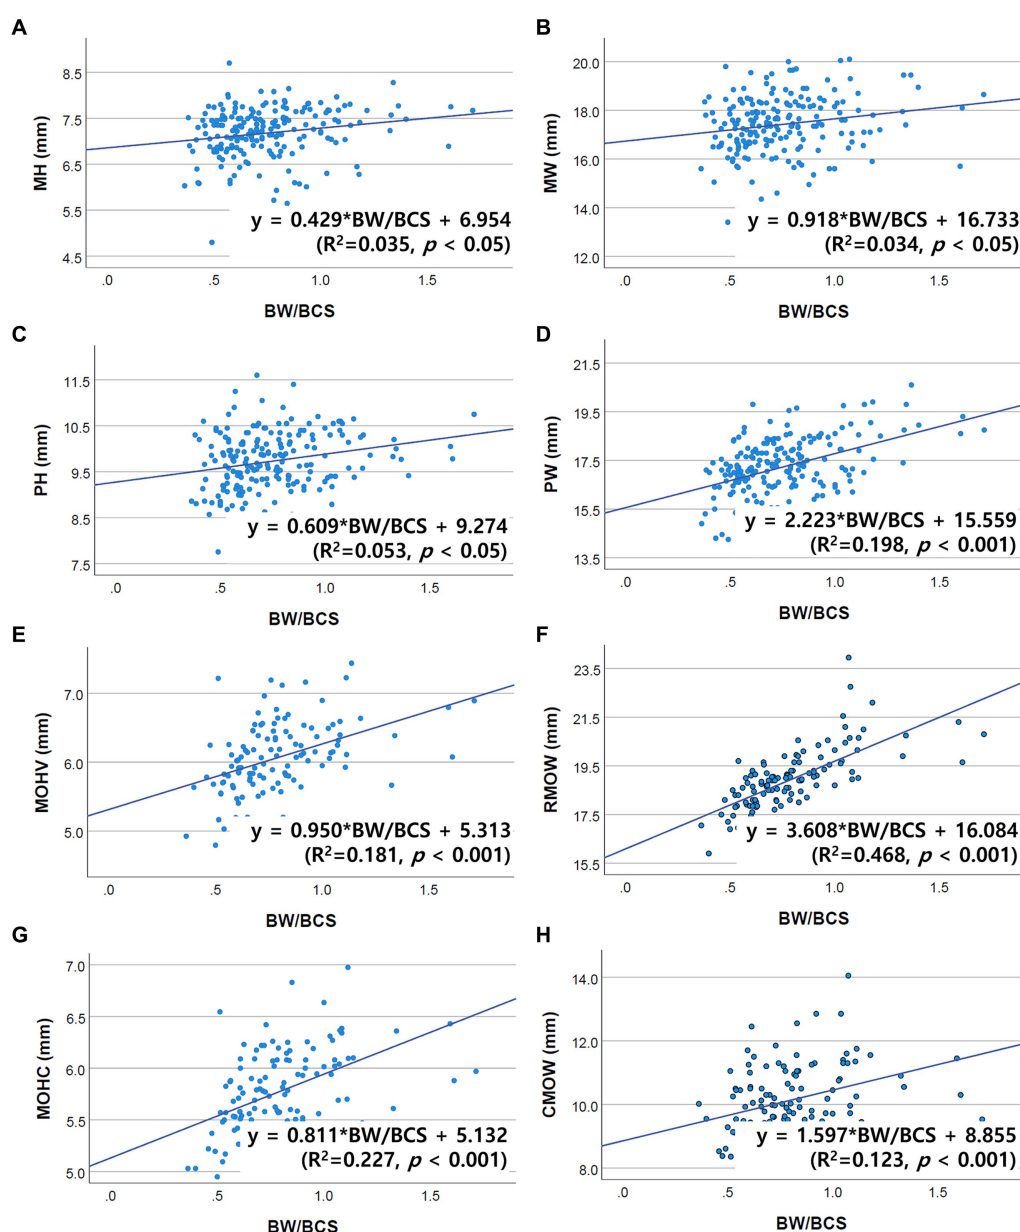 A
MH (mm)
8.5
7.5
6.5
5.5
4.5
y = 0.429*BW/BCS + 6.954
(R²=0.035, p < 0.05)
.0 .5 1.0 1.5
BW/BCS
B
MW (mm)
20.0
18.0
16.0
14.0
12.0
y = 0.918*BW/BCS + 16.733
(R²=0.034, p < 0.05)
.0 .5 1.0 1.5
BW/BCS
C
PH (mm)
11.5
10.5
9.5
8.5
7.5
y = 0.609*BW/BCS + 9.274
(R²=0.053, p < 0.05)
.0 .5 1.0 1.5
BW/BCS
D
PW (mm)
21.5
19.5
17.5
15.5
13.5
y = 2.223*BW/BCS + 15.559
(R²=0.198, p < 0.001)
.0 .5 1.0 1.5
BW/BCS
E
MOHV (mm)
7.0
6.0
5.0
y = 0.950*BW/BCS + 5.313
(R²=0.181, p < 0.001)
.0 .5 1.0 1.5
BW/BCS
F
RMOW (mm)
23.5
21.5
19.5
17.5
15.5
y = 3.608*BW/BCS + 16.084
(R²=0.468, p < 0.001)
.0 .5 1.0 1.5
BW/BCS
G
MOHC (mm)
7.0
6.5
6.0
5.5
5.0
y = 0.811*BW/BCS + 5.132
(R²=0.227, p < 0.001)
.0 .5 1.0 1.5
BW/BCS
H
CMOW (mm)
14.0
12.0
10.0
8.0
y = 1.597*BW/BCS + 8.855
(R²=0.123, p < 0.001)
.0 .5 1.0 1.5
BW/BCS